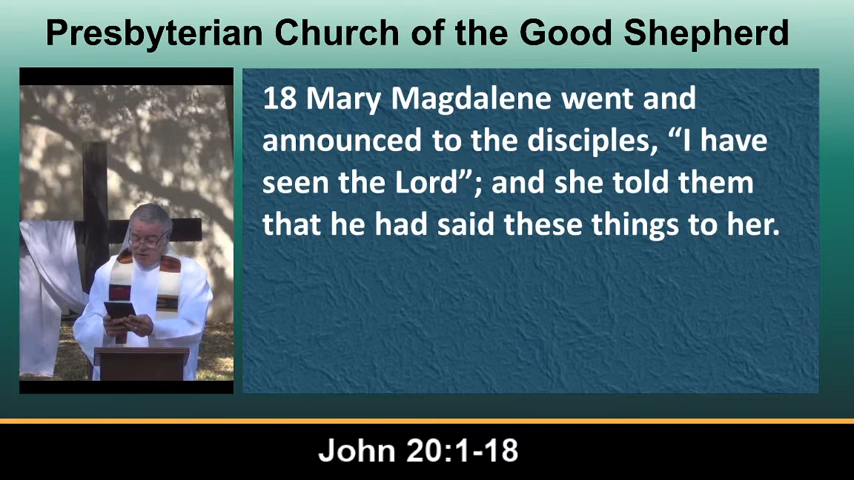 Presbyterian Church of the Good Shepherd
18 Mary Magdalene went and
announced to the disciples, “I have
seen the Lord”; and she told them
that he had said these things to her.
John 20:1-18